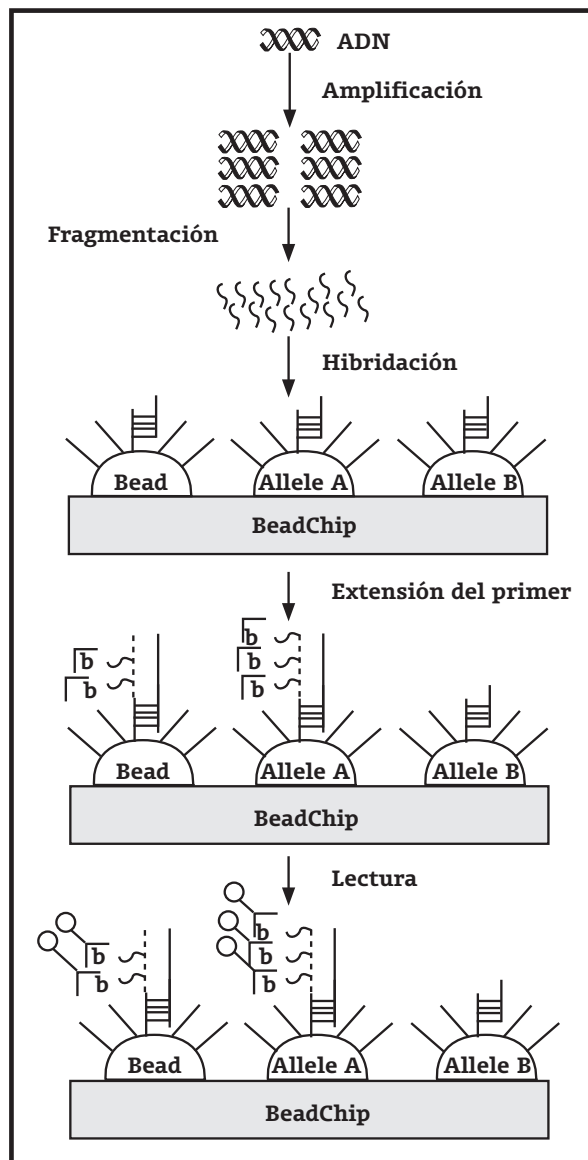 ADN
Amplificación
Fragmentación
Hibridación
Bead Allele A Allele B
BeadChip
Extensión del primer
b
b b
b b
Bead Allele A Allele B
BeadChip
Lectura
b
b b
b b
Bead Allele A Allele B
BeadChip